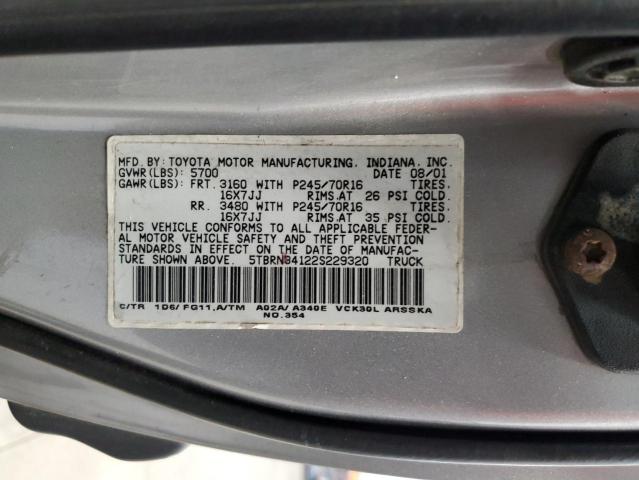 MFD. BY: TOYOTA MOTOR MANUFACTURING, INDIANA, INC.
GVWR(LBS): 5700 DATE 08/01
GAWR(LBS): FRT. 3160 WITH P245/70R16 TIRES,
16X7JJ RIMS.AT 26 PSI COLD.
RR. 3480 WITH P245/70R16 TIRES,
16X7JJ RIMS.AT 35 PSI COLD.
THIS VEHICLE CONFORMS TO ALL APPLICABLE FEDER-
AL MOTOR VEHICLE SAFETY AND THEFT PREVENTION
STANDARDS IN EFFECT ON THE DATE OF MANUFAC-
TURE SHOWN ABOVE. 5TBRN34122S229320 TRUCK
C/TR 1D6/FG11,A/TM A02A/A340E VCK30L ARSSKA
NO.354